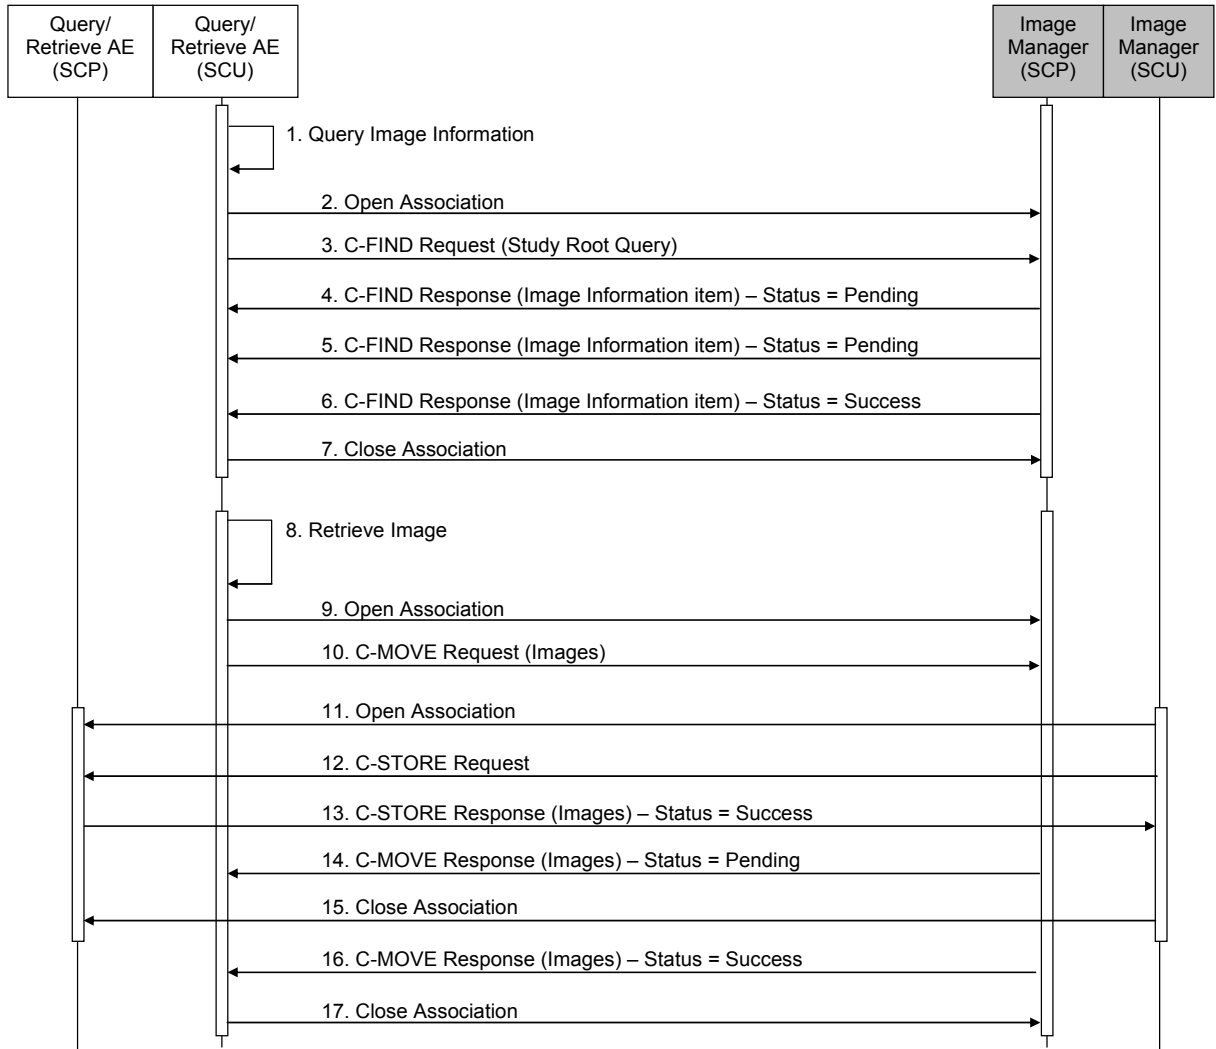 Query/
Retrieve AE
(SCP)
Query/
Retrieve AE
(SCU)
Image
Manager
(SCP)
Image
Manager
(SCU)
1. Query Image Information
2. Open Association
3. C-FIND Request (Study Root Query)
4. C-FIND Response (Image Information item) – Status = Pending
5. C-FIND Response (Image Information item) – Status = Pending
6. C-FIND Response (Image Information item) – Status = Success
7. Close Association
8. Retrieve Image
9. Open Association
10. C-MOVE Request (Images)
11. Open Association
12. C-STORE Request
13. C-STORE Response (Images) – Status = Success
14. C-MOVE Response (Images) – Status = Pending
15. Close Association
16. C-MOVE Response (Images) – Status = Success
17. Close Association